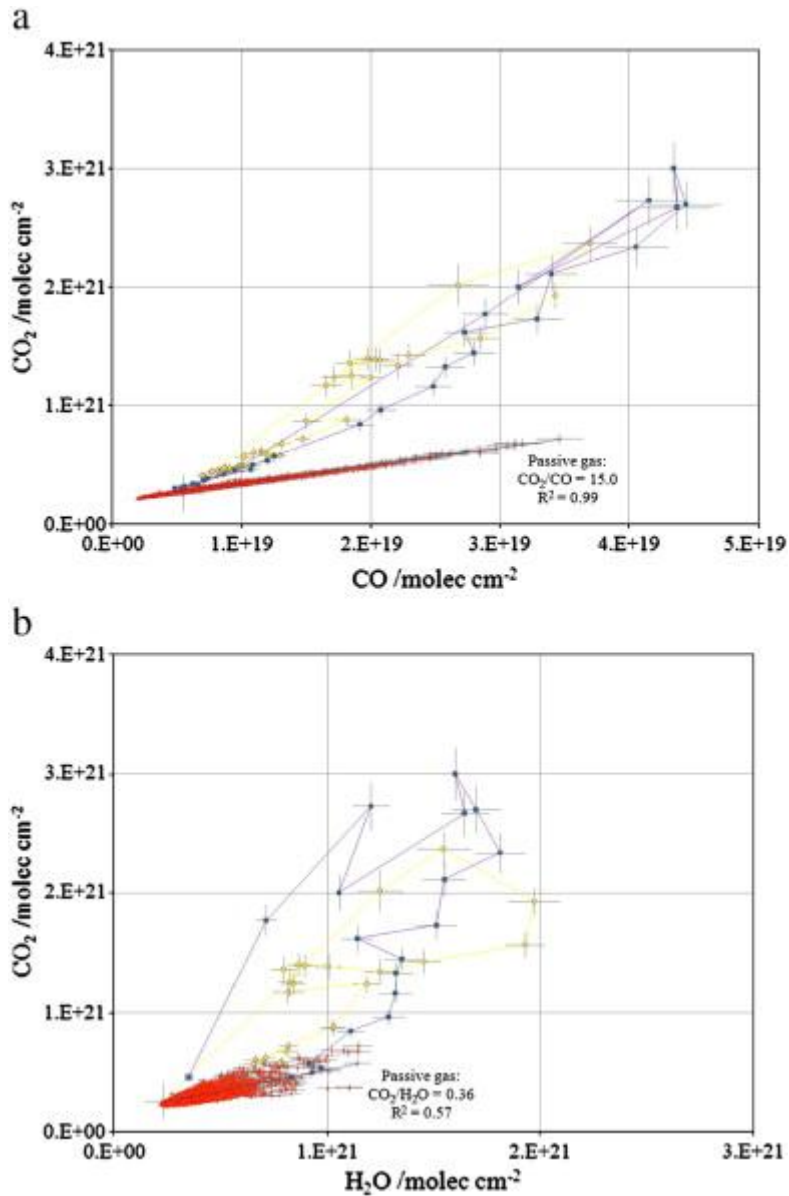 a
4.E+21
3.E+21
2.E+21
1.E+21
0.E+00
CO2 /molec cm-2
Passive gas:
CO2/CO = 15.0
R2 = 0.99
0.E+00 1.E+19 2.E+19 3.E+19 4.E+19 5.E+19
CO /molec cm-2
b
4.E+21
3.E+21
2.E+21
1.E+21
0.E+00
CO2 /molec cm-2
Passive gas:
CO2/H2O = 0.36
R2 = 0.57
0.E+00 1.E+21 2.E+21 3.E+21
H2O /molec cm-2